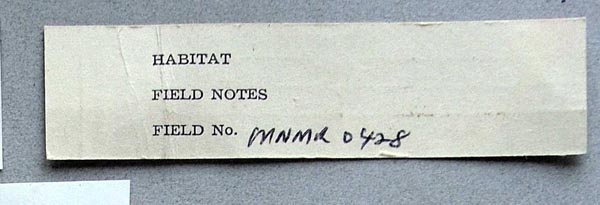 HABITAT
FIELD NOTES
FIELD No. MNMR 0428